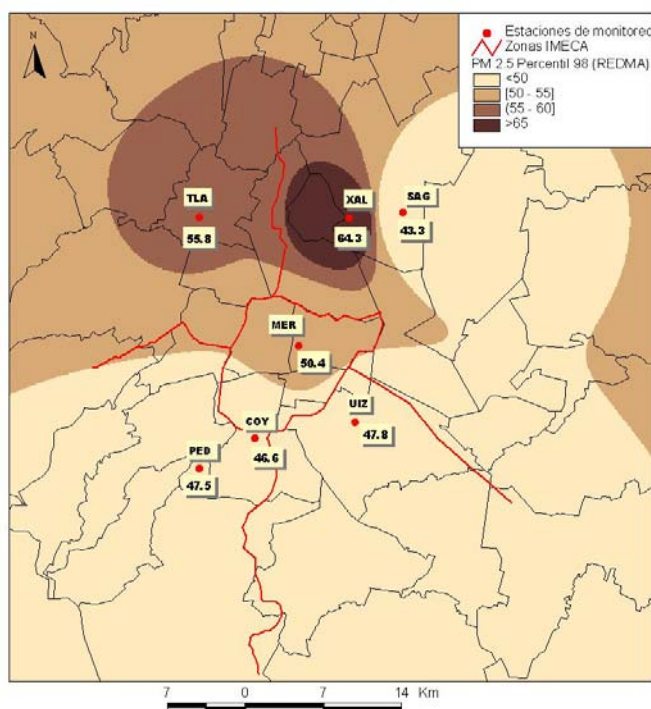 N
Estaciones de monitoreo
Zonas IMECA
PM 2.5 Percentil 98 (REDMA)
<50
[50 - 55]
(55 - 60]
>65
TLA
55.8
XAL
64.3
SAG
43.3
MER
50.4
UIZ
47.8
COY
46.6
PED
47.5
7 0 7 14 Km